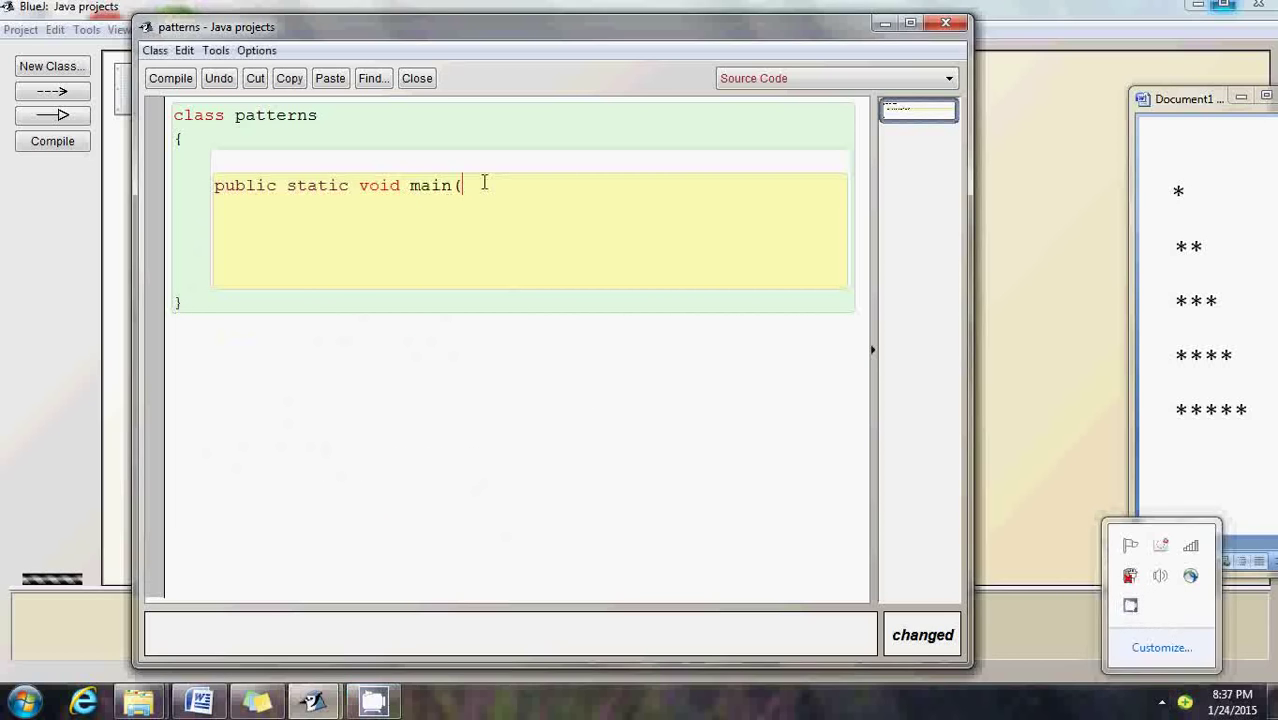 BlueJ: Java projects
Project Edit Tools View
New Class...
Compile
patterns - Java projects
Class Edit Tools Options
Compile Undo Cut Copy Paste Find... Close Source Code
class patterns
{
public static void main(
}
changed
Document1 ...
*
**
***
****
*****
Customize...
8:37 PM
1/24/2015